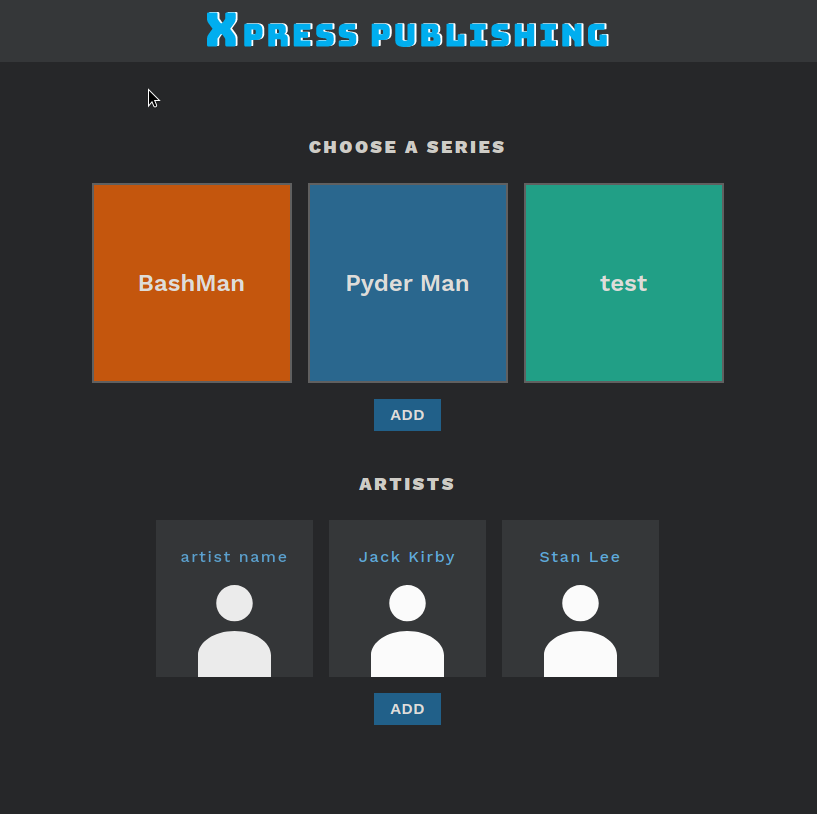 XPRESS PUBLISHING
CHOOSE A SERIES
BashMan
Pyder Man
test
ADD
ARTISTS
artist name
Jack Kirby
Stan Lee
ADD